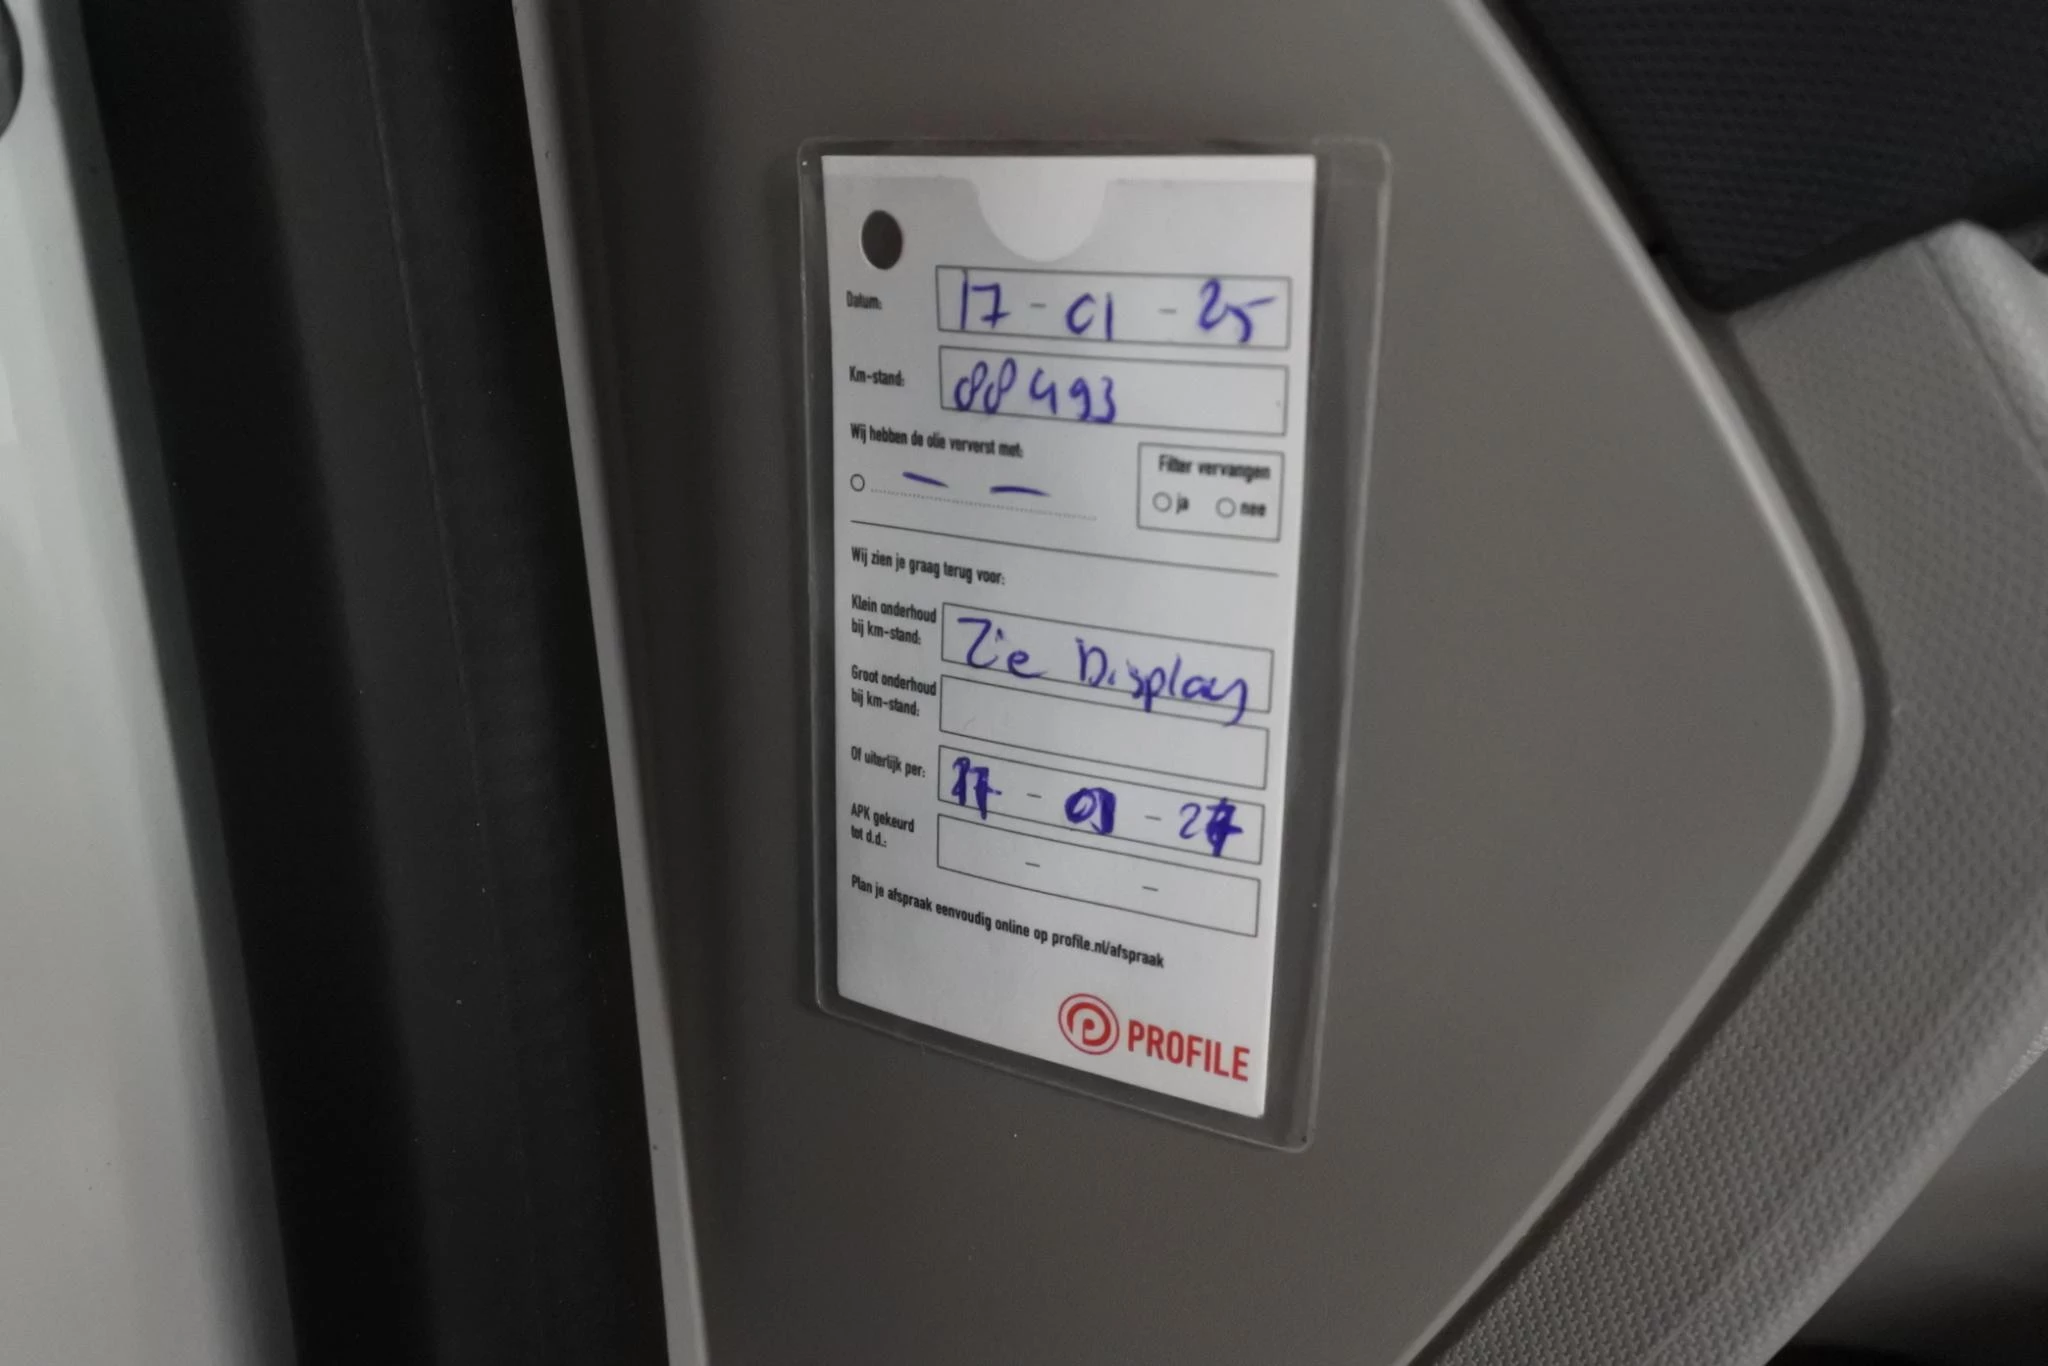 Datum: 17 - 01 - 25
Km-stand: 88493
Wij hebben de olie ververst met:
— —
Filter vervangen
ja nee
Wij zien je graag terug voor:
Klein onderhoud
bij km-stand:
Zie Display
Groot onderhoud
bij km-stand:
Of uiterlijk per:
APK gekeurd
tot d.d.: - -
Plan je afspraak eenvoudig online op profile.nl/afspraak
PROFILE